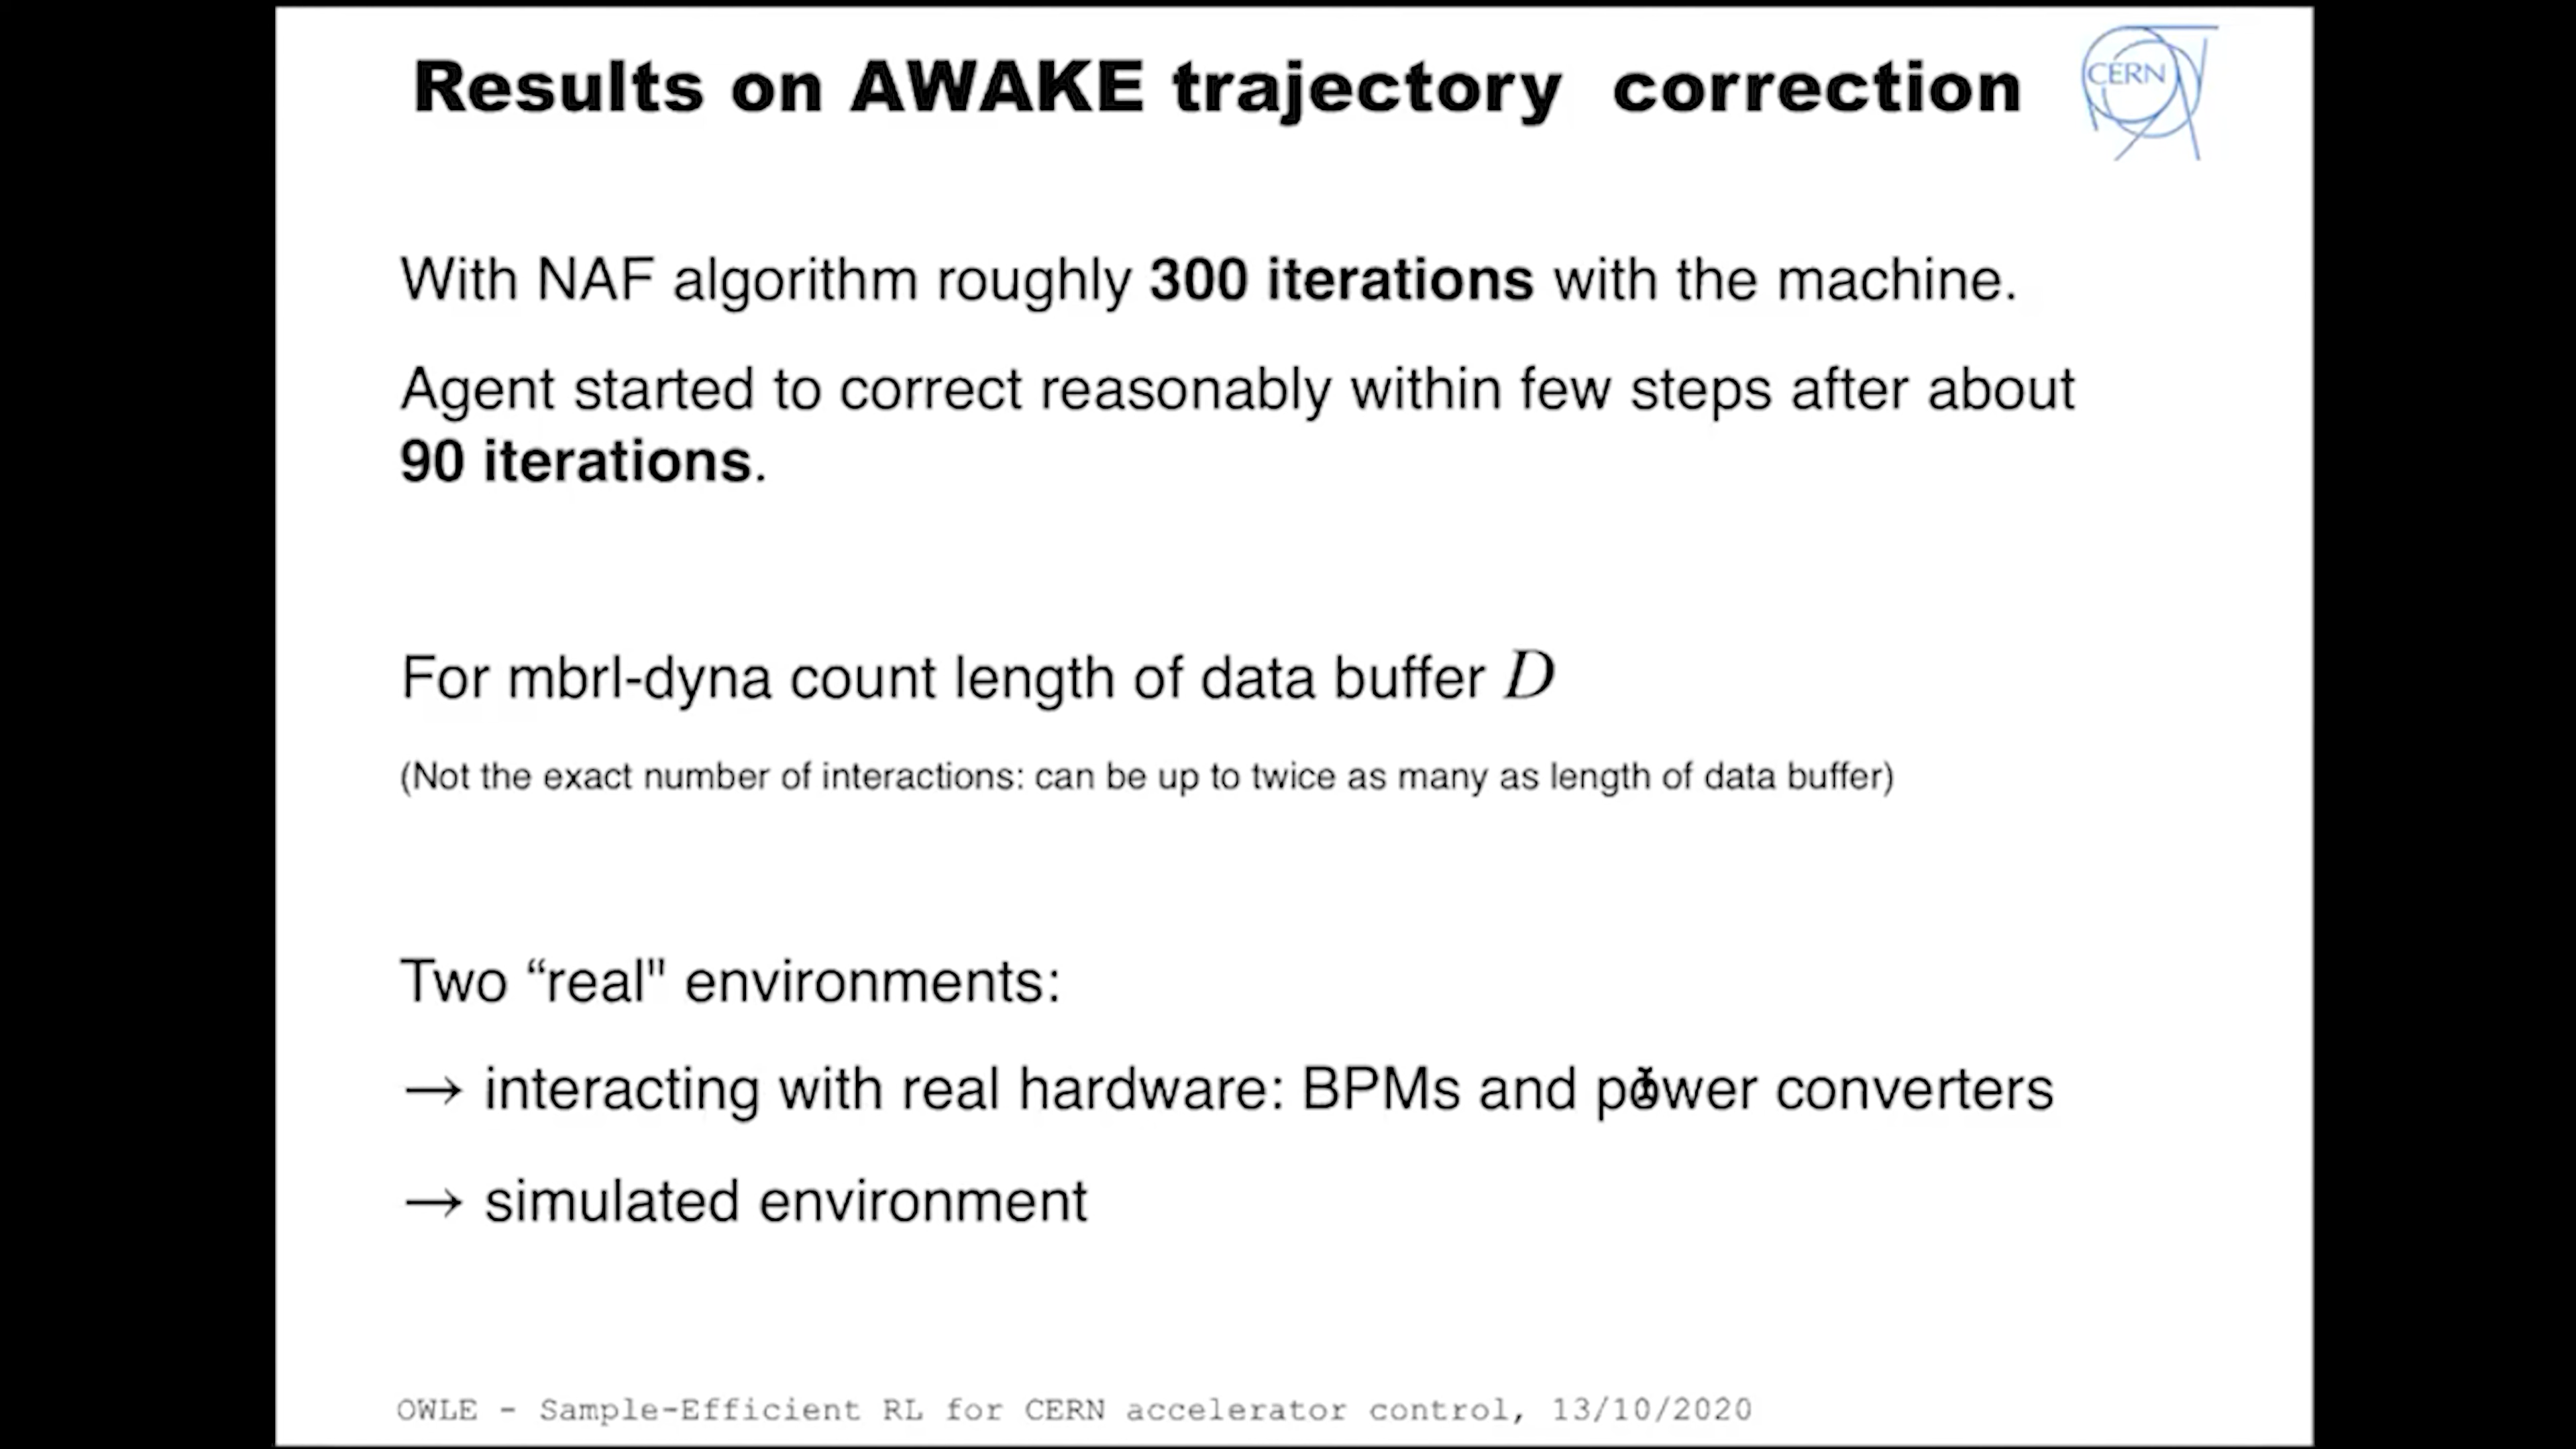 Results on AWAKE trajectory correction
CERN
With NAF algorithm roughly 300 iterations with the machine.
Agent started to correct reasonably within few steps after about
90 iterations.
For mbrl-dyna count length of data buffer D
(Not the exact number of interactions: can be up to twice as many as length of data buffer)
Two “real" environments:
→ interacting with real hardware: BPMs and power converters
→ simulated environment
OWLE - Sample-Efficient RL for CERN accelerator control, 13/10/2020